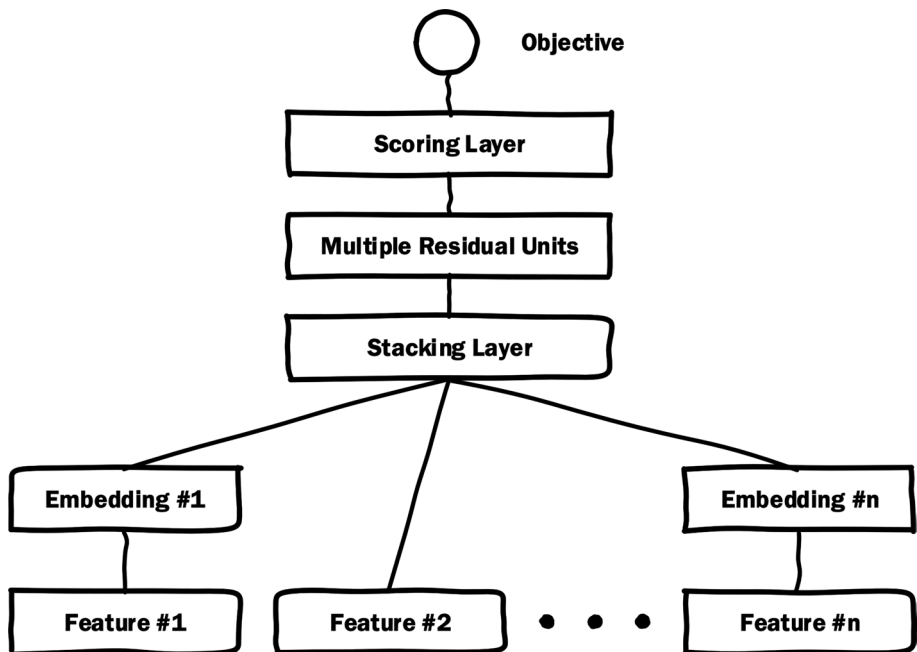 Objective
Scoring Layer
Multiple Residual Units
Stacking Layer
Embedding #1
Embedding #n
Feature #1
Feature #2
Feature #n